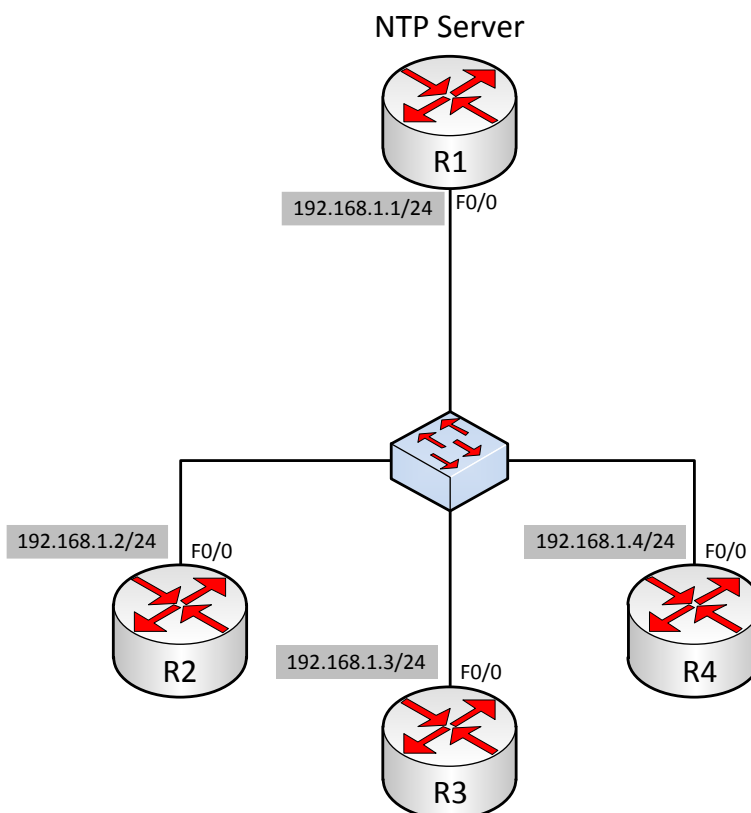 NTP Server
R1
192.168.1.1/24
F0/0
192.168.1.2/24
F0/0
R2
192.168.1.3/24
F0/0
R3
192.168.1.4/24
F0/0
R4